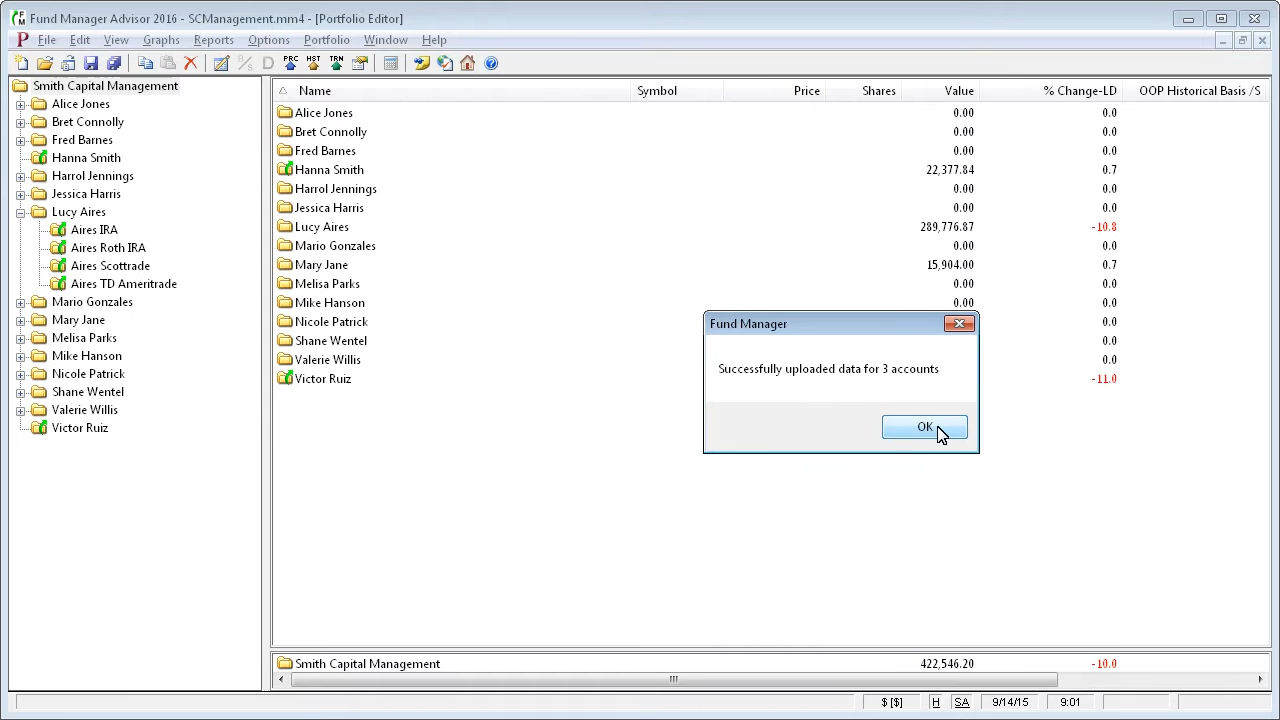 Fund Manager Advisor 2016 - SCManagement.mm4 - [Portfolio Editor]
File Edit View Graphs Reports Options Portfolio Window Help
PRC HST TRN
Smith Capital Management
Alice Jones
Bret Connolly
Fred Barnes
Hanna Smith
Harrol Jennings
Jessica Harris
Lucy Aires
Aires IRA
Aires Roth IRA
Aires Scottrade
Aires TD Ameritrade
Mario Gonzales
Mary Jane
Melisa Parks
Mike Hanson
Nicole Patrick
Shane Wentel
Valerie Willis
Victor Ruiz
Name Symbol Price Shares Value % Change-LD OOP Historical Basis /S
Alice Jones 0.00 0.0
Bret Connolly 0.00 0.0
Fred Barnes 0.00 0.0
Hanna Smith 22,377.84 0.7
Harrol Jennings 0.00 0.0
Jessica Harris 0.00 0.0
Lucy Aires 289,776.87 -10.8
Mario Gonzales 0.00 0.0
Mary Jane 15,904.00 0.7
Melisa Parks 0.00 0.0
Mike Hanson 0.00 0.0
Nicole Patrick 0.0
Shane Wentel 0.0
Valerie Willis 0.0
Victor Ruiz -11.0
Fund Manager
Successfully uploaded data for 3 accounts
OK
Smith Capital Management 422,546.20 -10.0
$ [$] H SA 9/14/15 9:01